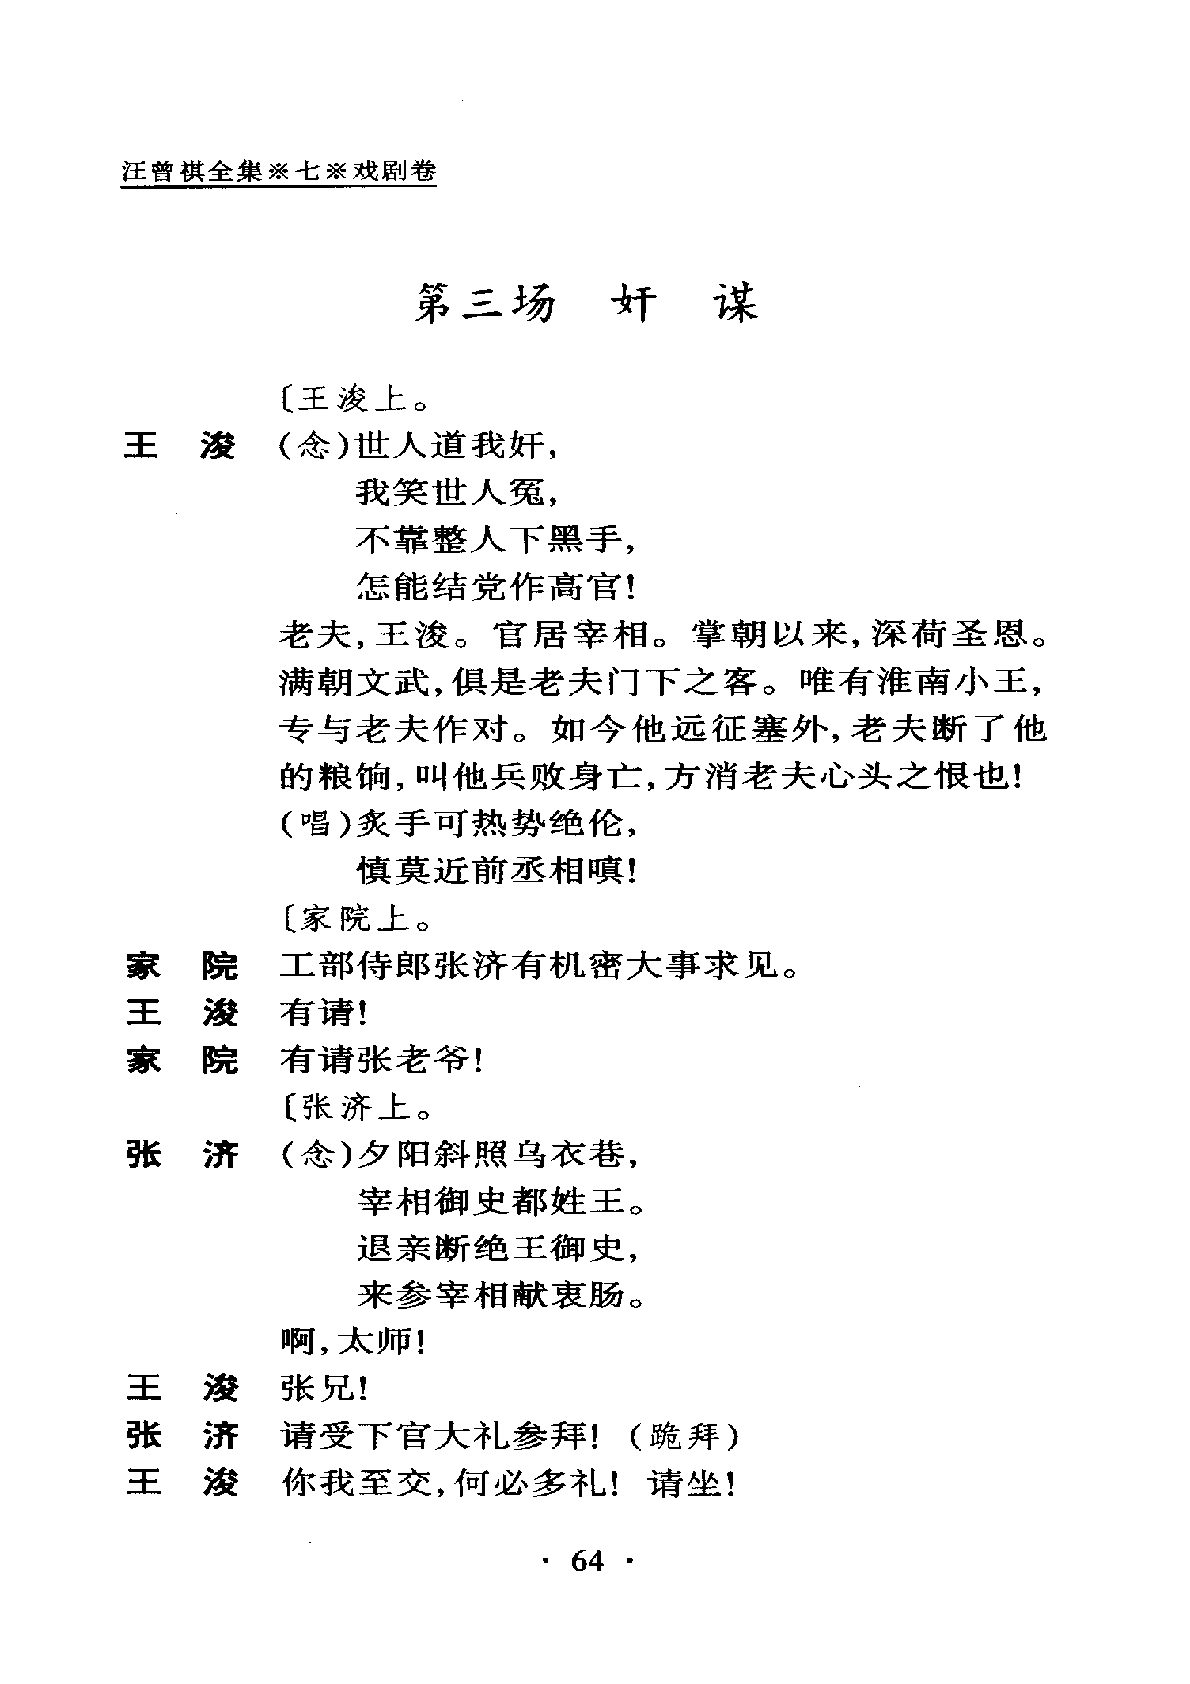 汪曾祺全集※七※戏剧卷
第三场　奸　谋
〔王浚上。
王　浚　(念)世人道我奸,
我笑世人冤,
不靠整人下黑手,
怎能结党作高官!
老夫,王浚。官居宰相。掌朝以来,深荷圣恩。
满朝文武,俱是老夫门下之客。唯有淮南小王,
专与老夫作对。如今他远征塞外,老夫断了他
的粮饷,叫他兵败身亡,方消老夫心头之恨也!
(唱)炙手可热势绝伦,
慎莫近前丞相嗔!
〔家院上。
家　院　工部侍郎张济有机密大事求见。
王　浚　有请!
家　院　有请张老爷!
〔张济上。
张　济　(念)夕阳斜照乌衣巷,
宰相御史都姓王。
退亲断绝王御史,
来参宰相献衷肠。
啊,太师!
王　浚　张兄!
张　济　请受下官大礼参拜!(跪拜)
王　浚　你我至交,何必多礼! 请坐!
· 64 ·